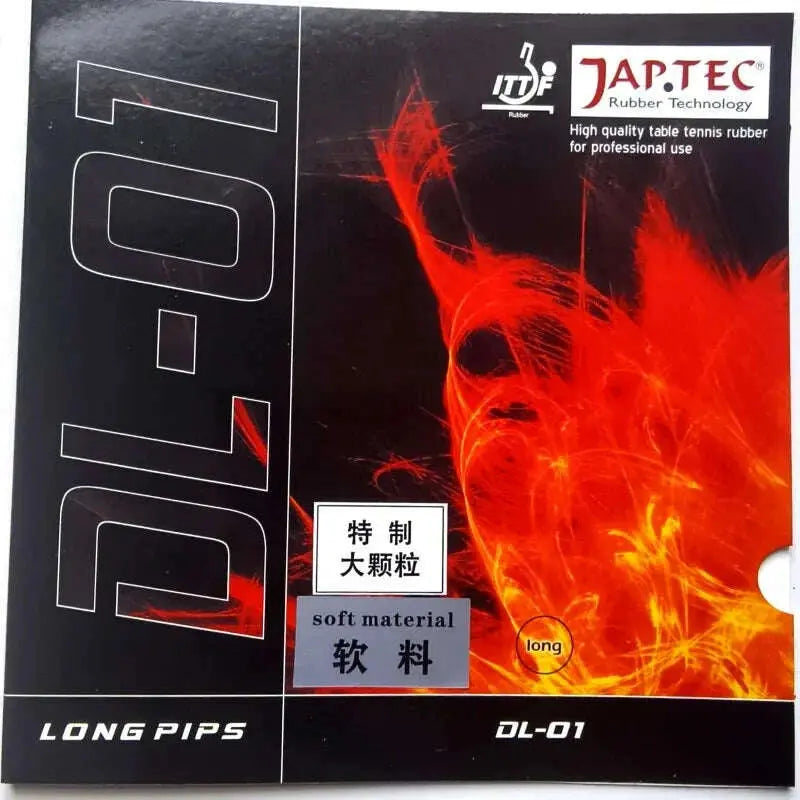 DL-01
ITTF
Rubber
JAP.TEC®
Rubber Technology
High quality table tennis rubber
for professional use
特制
大颗粒
soft material
软料
long
LONG PIPS
DL-01